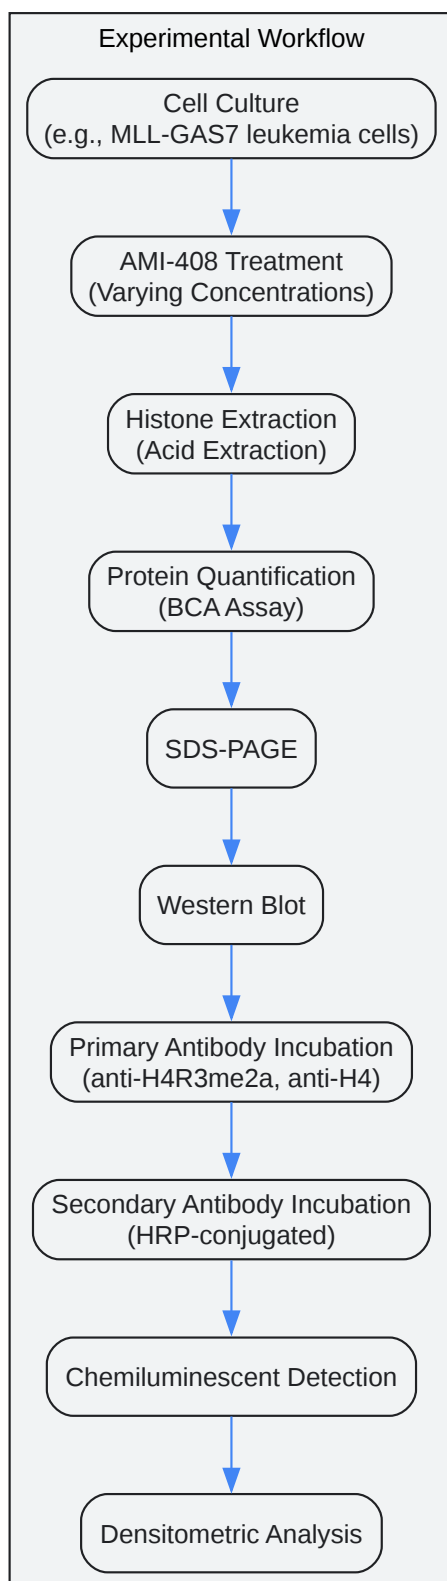 Experimental Workflow
Cell Culture
(e.g., MLL-GAS7 leukemia cells)
AMI-408 Treatment
(Varying Concentrations)
Histone Extraction
(Acid Extraction)
Protein Quantification
(BCA Assay)
SDS-PAGE
Western Blot
Primary Antibody Incubation
(anti-H4R3me2a, anti-H4)
Secondary Antibody Incubation
(HRP-conjugated)
Chemiluminescent Detection
Densitometric Analysis